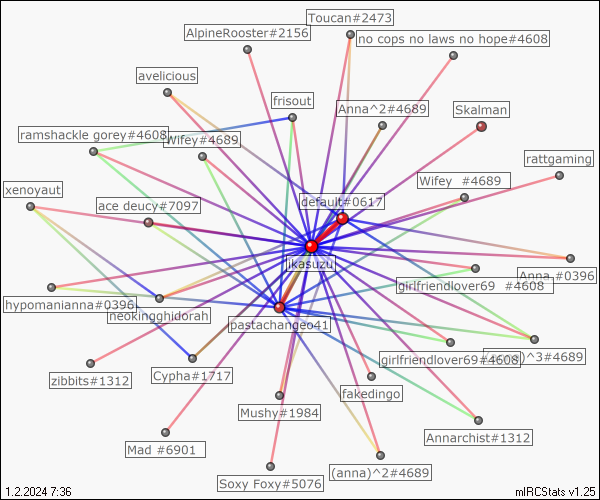 Toucan#2473
AlpineRooster#2156
no cops no laws no hope#4608
avelicious
frisout
Anna^2#4689
Skalman
ramshackle gorey#4608
Wifey#4689
rattgaming
xenoyaut
Wifey #4689
default#0617
ace deucy#7097
jikasuzu
Anna #0396
girlfriendlover69 #4608
hypomanianna#0396
neokingghidorah
pastachangeo41
girlfriendlover69#4608
)^3#4689
zibbits#1312
Cypha#1717
fakedingo
Mushy#1984
Annarchist#1312
Mad #6901
(anna)^2#4689
Soxy Foxy#5076
1.2.2024 7:36
mIRCStats v1.25